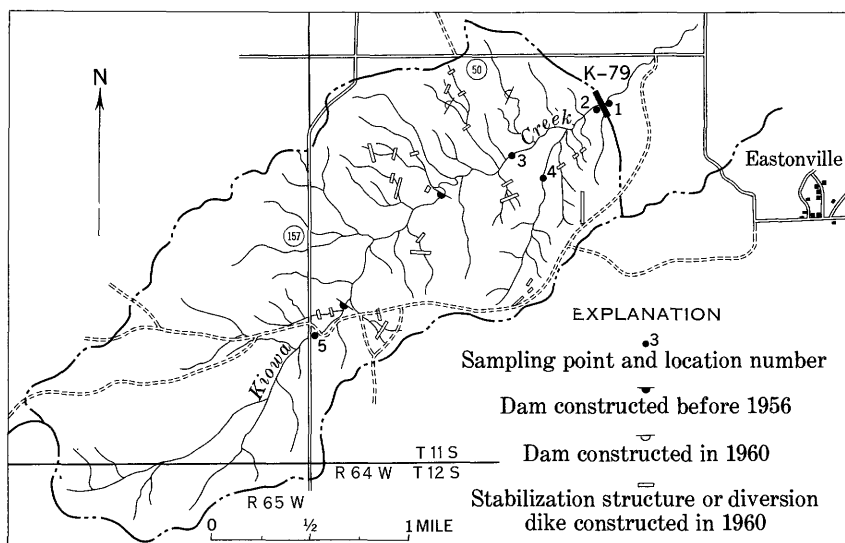 N
50
K-79
2
1
Creek
3
4
Eastonville
157
5
Kiowa
EXPLANATION
3
Sampling point and location number
Dam constructed before 1956
Dam constructed in 1960
Stabilization structure or diversion
dike constructed in 1960
T 11 S
R 64 W T 12 S
R 65 W
0 ½ 1 MILE